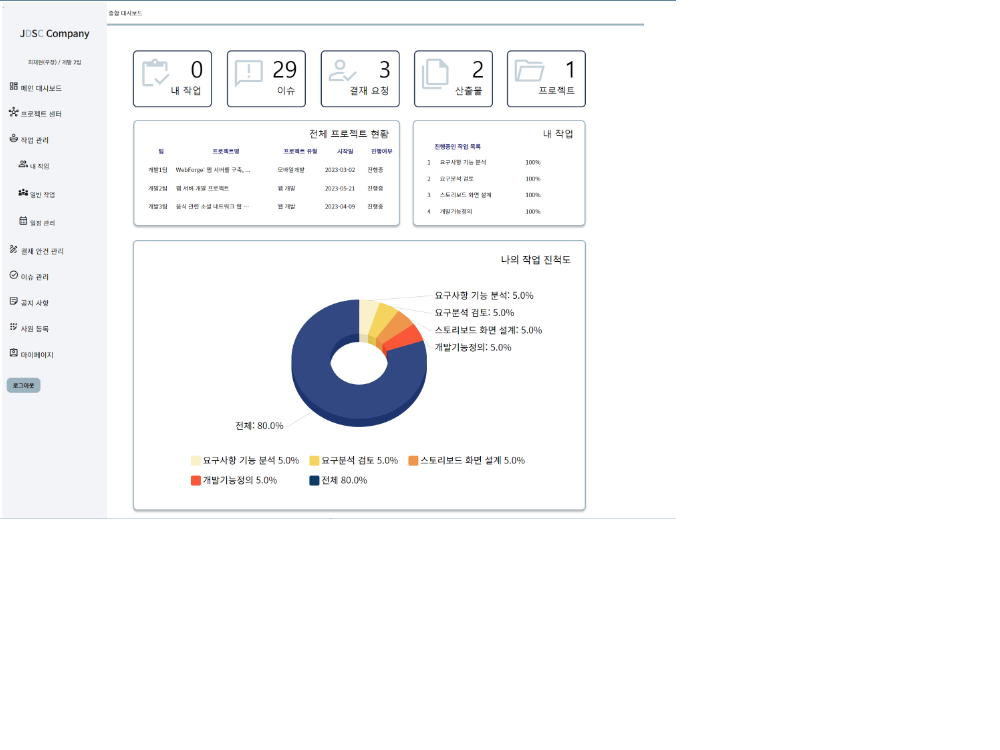 JDSC Company
최재현(부장) / 개발 2팀
메인 대시보드
프로젝트 센터
작업 관리
내 작업
일반 작업
일정 관리
결재 안건 관리
이슈 관리
공지 사항
사원 등록
마이페이지
로그아웃
통합 대시보드
0
내 작업
29
이슈
3
결재 요청
2
산출물
1
프로젝트
전체 프로젝트 현황
팀 프로젝트명 프로젝트 유형 시작일 진행여부
개발1팀 WebForge' 웹 서버를 구축, ... 모바일개발 2023-03-02 진행중
개발2팀 웹 서버 개발 프로젝트 웹 개발 2023-05-21 진행중
개발3팀 음식 관련 소셜 네트워크 웹 ... 웹 개발 2023-04-09 진행중
내 작업
진행중인 작업 목록
1 요구사항 기능 분석 100%
2 요구분석 검토 100%
3 스토리보드 화면 설계 100%
4 개발기능정의 100%
나의 작업 진척도
요구사항 기능 분석: 5.0%
요구분석 검토: 5.0%
스토리보드 화면 설계: 5.0%
개발기능정의: 5.0%
전체: 80.0%
요구사항 기능 분석 5.0% 요구분석 검토 5.0% 스토리보드 화면 설계 5.0%
개발기능정의 5.0% 전체 80.0%